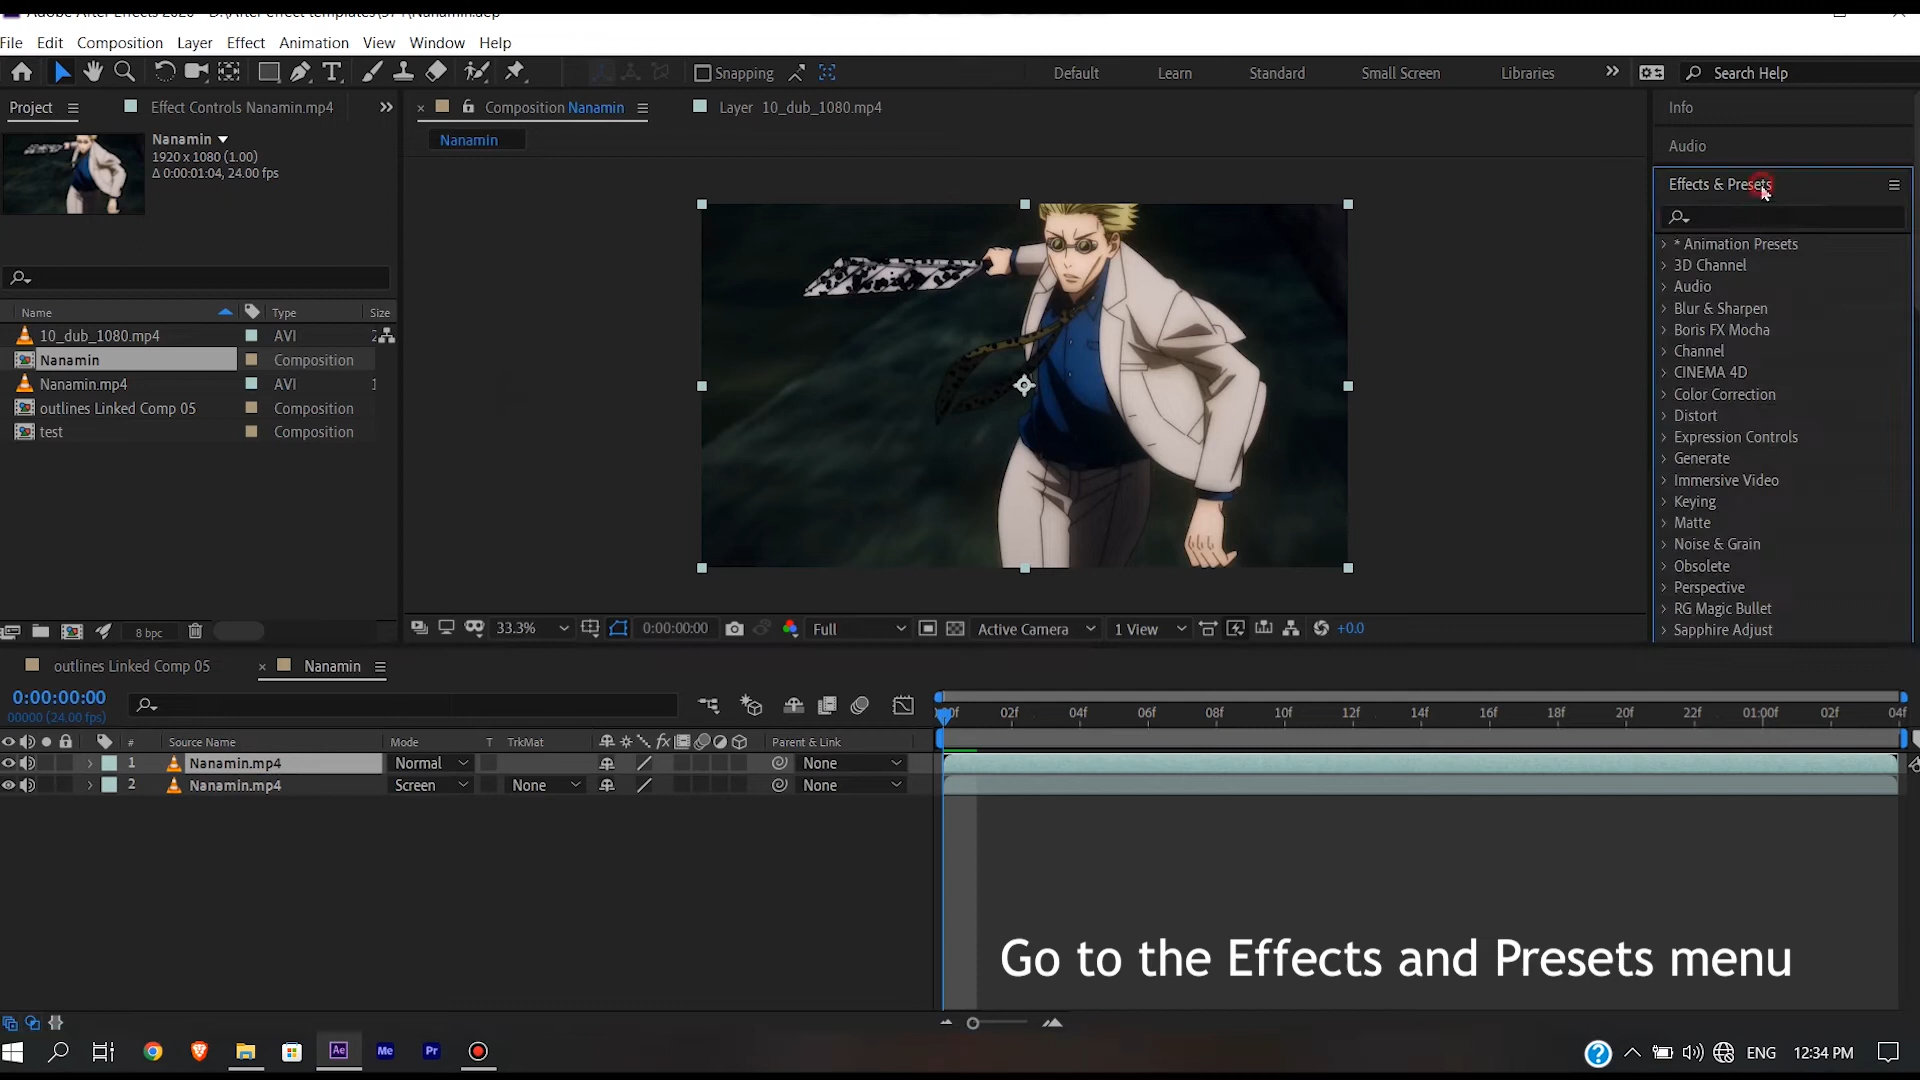 Adobe After Effects 2020 - D:\After effect templates\JPT\Nanamin.aep
File Edit Composition Layer Effect Animation View Window Help
Snapping Default Learn Standard Small Screen Libraries Search Help
Project Effect Controls Nanamin.mp4 Composition Nanamin Layer 10_dub_1080.mp4 Info
Nanamin
1920 x 1080 (1.00)
Δ 0:00:01:04, 24.00 fps
Nanamin
Audio
Effects & Presets
* Animation Presets
3D Channel
Audio
Blur & Sharpen
Boris FX Mocha
Channel
CINEMA 4D
Color Correction
Distort
Expression Controls
Generate
Immersive Video
Keying
Matte
Noise & Grain
Obsolete
Perspective
RG Magic Bullet
Sapphire Adjust
Name Type Size
10_dub_1080.mp4 AVI 2
Nanamin Composition
Nanamin.mp4 AVI 1
outlines Linked Comp 05 Composition
test Composition
8 bpc 33.3% 0:00:00:00 Full Active Camera 1 View +0.0
outlines Linked Comp 05 Nanamin
0:00:00:00
00000 (24.00 fps)
02f 04f 06f 08f 10f 12f 14f 16f 18f 20f 22f 01:00f 02f 04f
# Source Name Mode T TrkMat fx Parent & Link
1 Nanamin.mp4 Normal None
2 Nanamin.mp4 Screen None None
Go to the Effects and Presets menu
Ae Me Pr ? ENG 12:34 PM